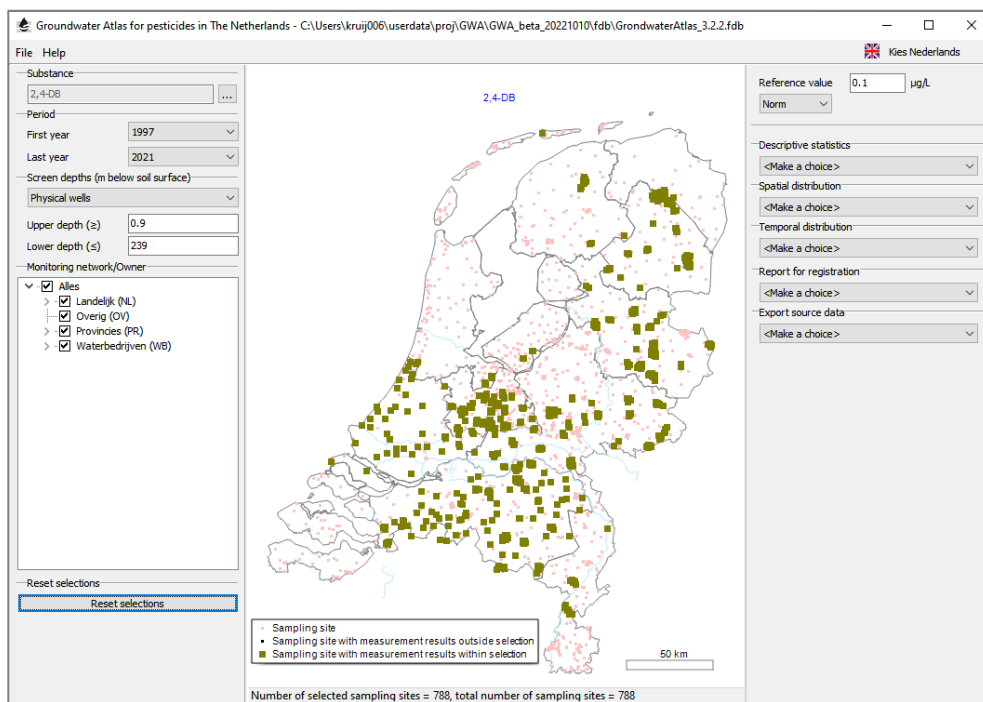 Groundwater Atlas for pesticides in The Netherlands - C:\Users\kruij006\userdata\proj\GWA\GWA_beta_20221010\fdb\GrondwaterAtlas_3.2.2.fdb
File Help
Kies Nederlands
Substance
2,4-DB
...
Period
First year 1997
Last year 2021
Screen depths (m below soil surface)
Physical wells
Upper depth (≥) 0.9
Lower depth (≤) 239
Monitoring network/Owner
Alles
Landelijk (NL)
Overig (OV)
Provincies (PR)
Waterbedrijven (WB)
Reset selections
Reset selections
2,4-DB
Sampling site
Sampling site with measurement results outside selection
Sampling site with measurement results within selection
50 km
Number of selected sampling sites = 788, total number of sampling sites = 788
Reference value 0.1 µg/L
Norm
Descriptive statistics
<Make a choice>
Spatial distribution
<Make a choice>
Temporal distribution
<Make a choice>
Report for registration
<Make a choice>
Export source data
<Make a choice>